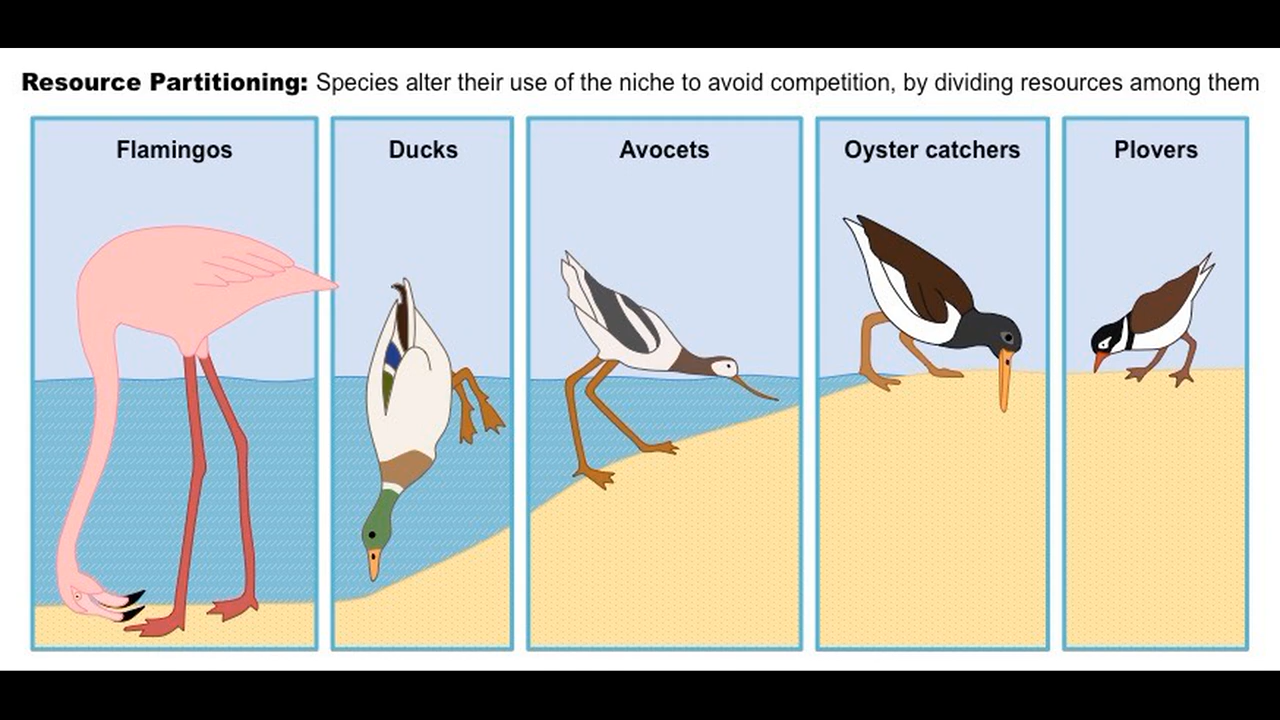 Resource Partitioning: Species alter their use of the niche to avoid competition, by dividing resources among them
Flamingos
Ducks
Avocets
Oyster catchers
Plovers